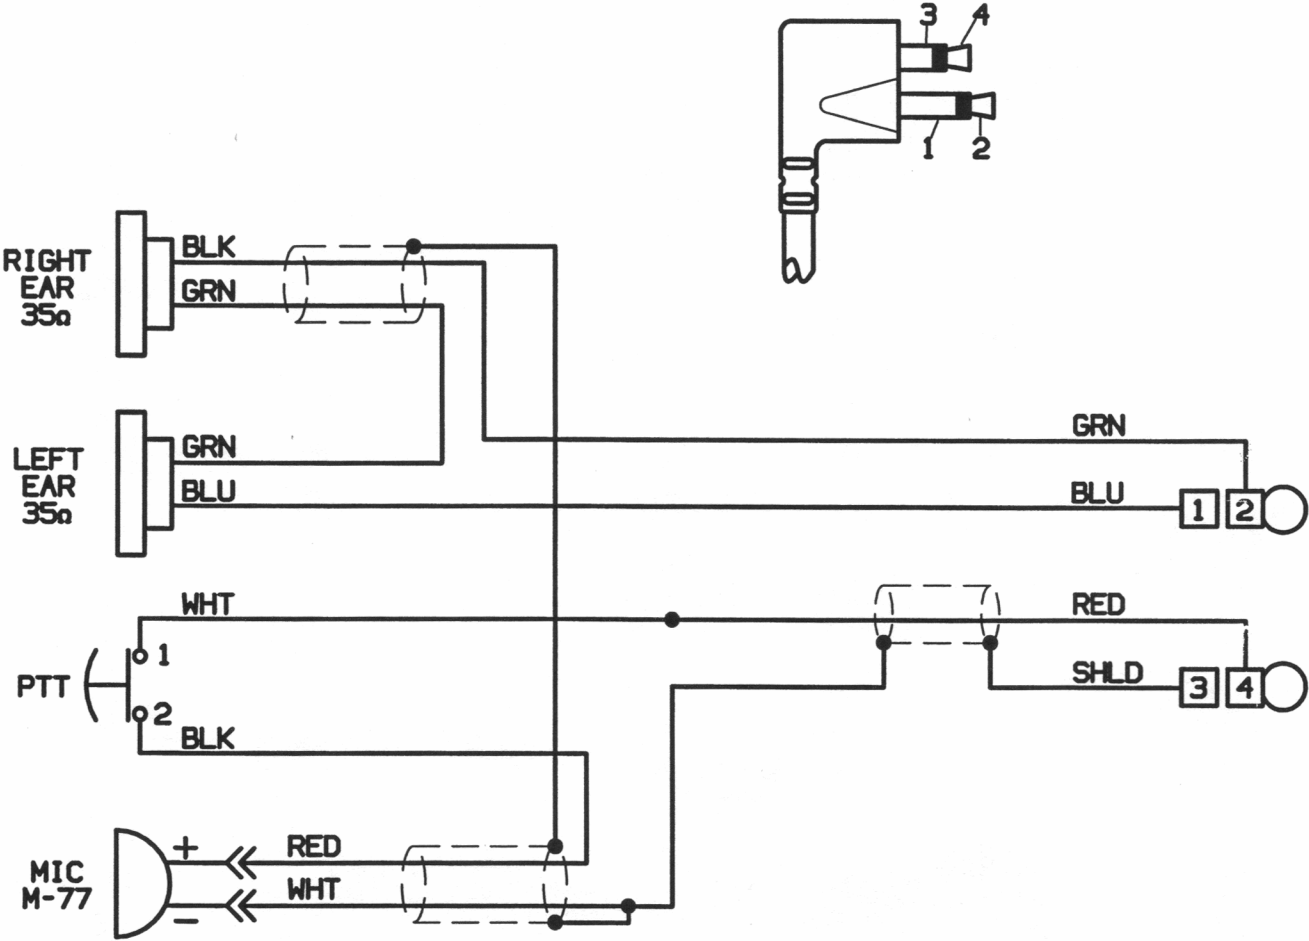 3 4
1 2
RIGHT
EAR
35Ω
BLK
GRN
LEFT
EAR
35Ω
GRN
BLU
GRN
BLU
1 2
PTT
WHT
1
2
BLK
RED
SHLD
3 4
MIC
M-77
+
RED
WHT
-